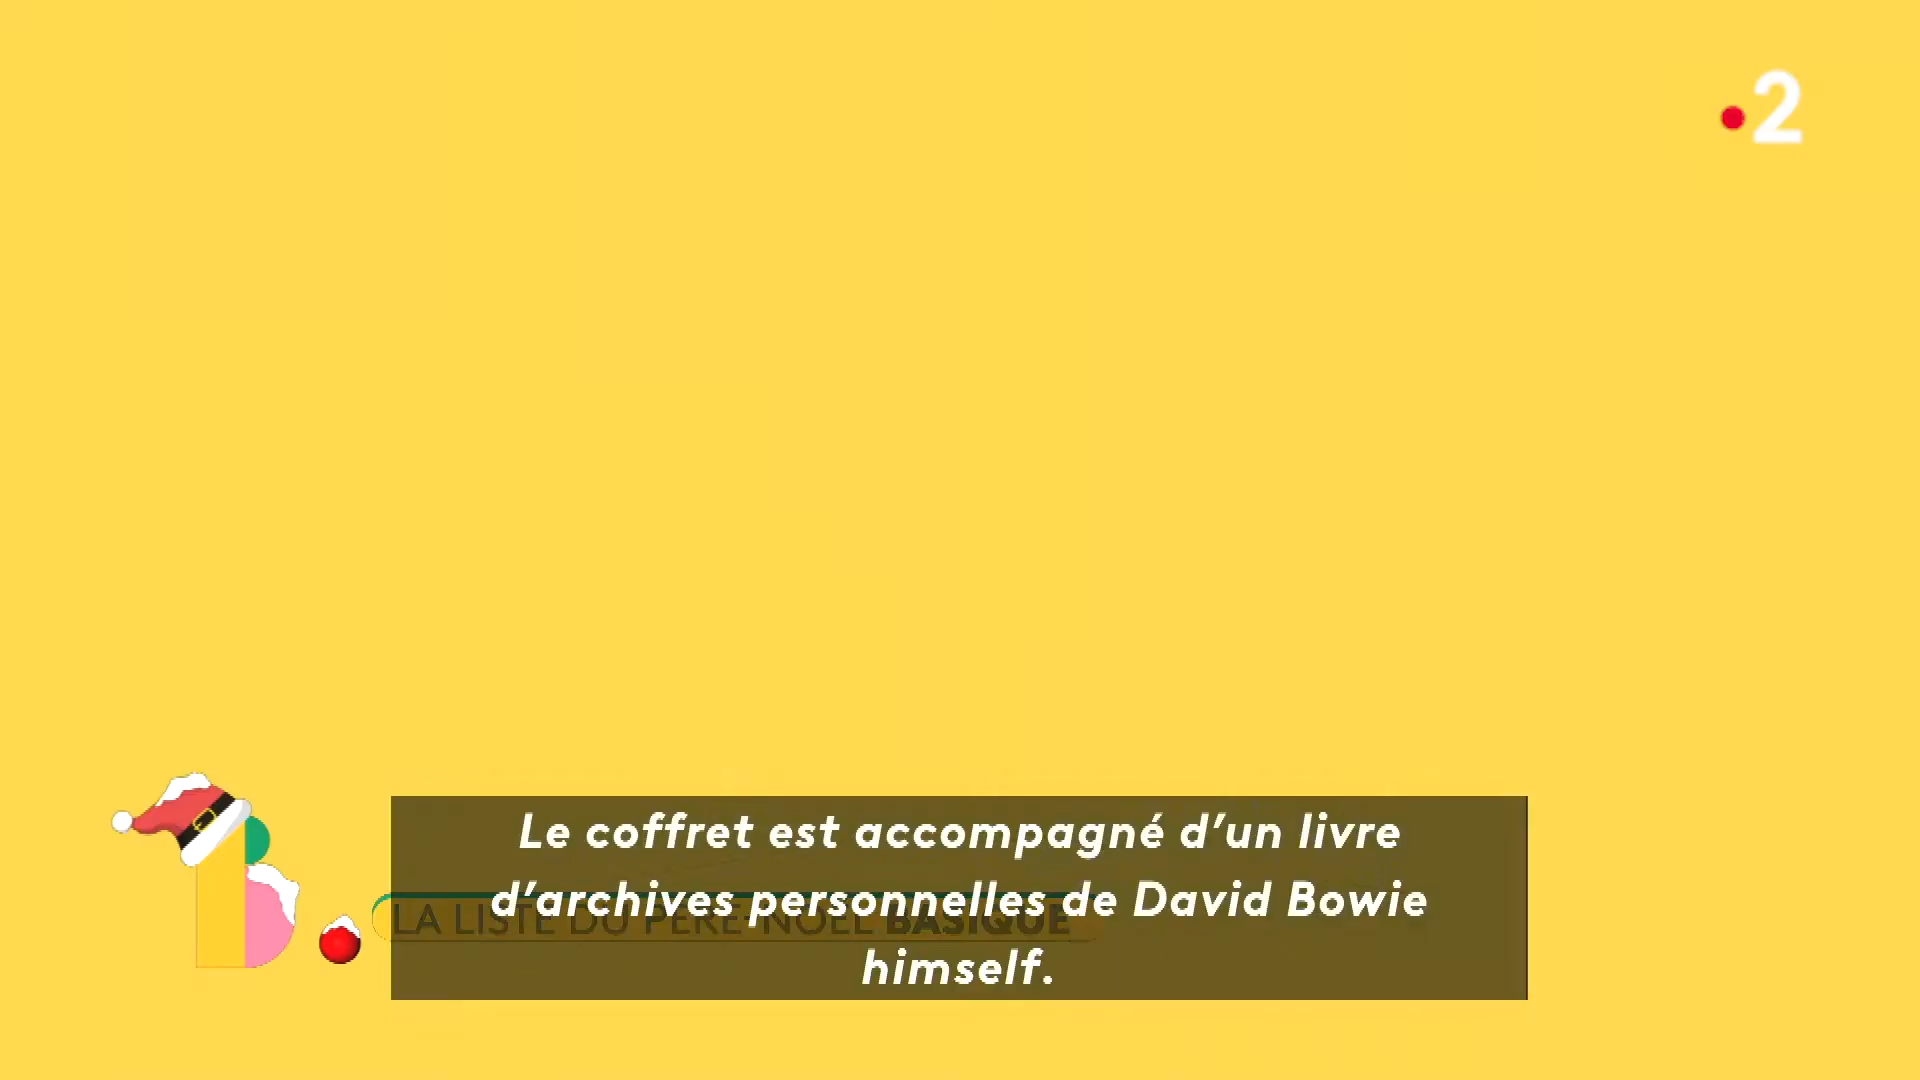 2
Le coffret est accompagné d’un livre
d’archives personnelles de David Bowie
himself.
LA LISTE DU PÈRE-NOËL BASIQUE
B.